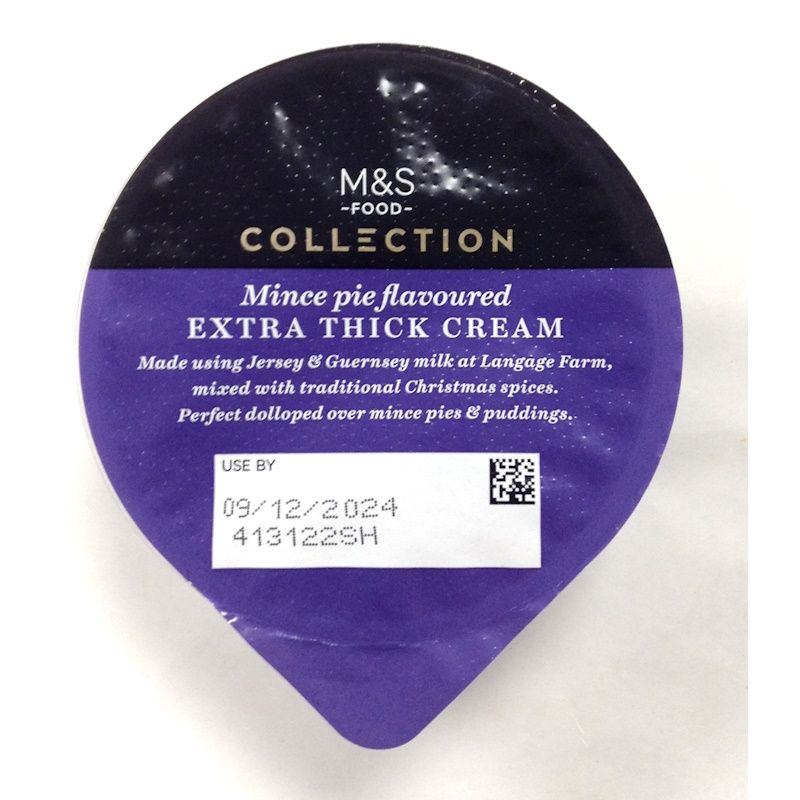 M&S
-FOOD-
COLLECTION
Mince pie flavoured
EXTRA THICK CREAM
Made using Jersey & Guernsey milk at Langage Farm,
mixed with traditional Christmas spices.
Perfect dolloped over mince pies & puddings.
USE BY
09/12/2024
413122SH